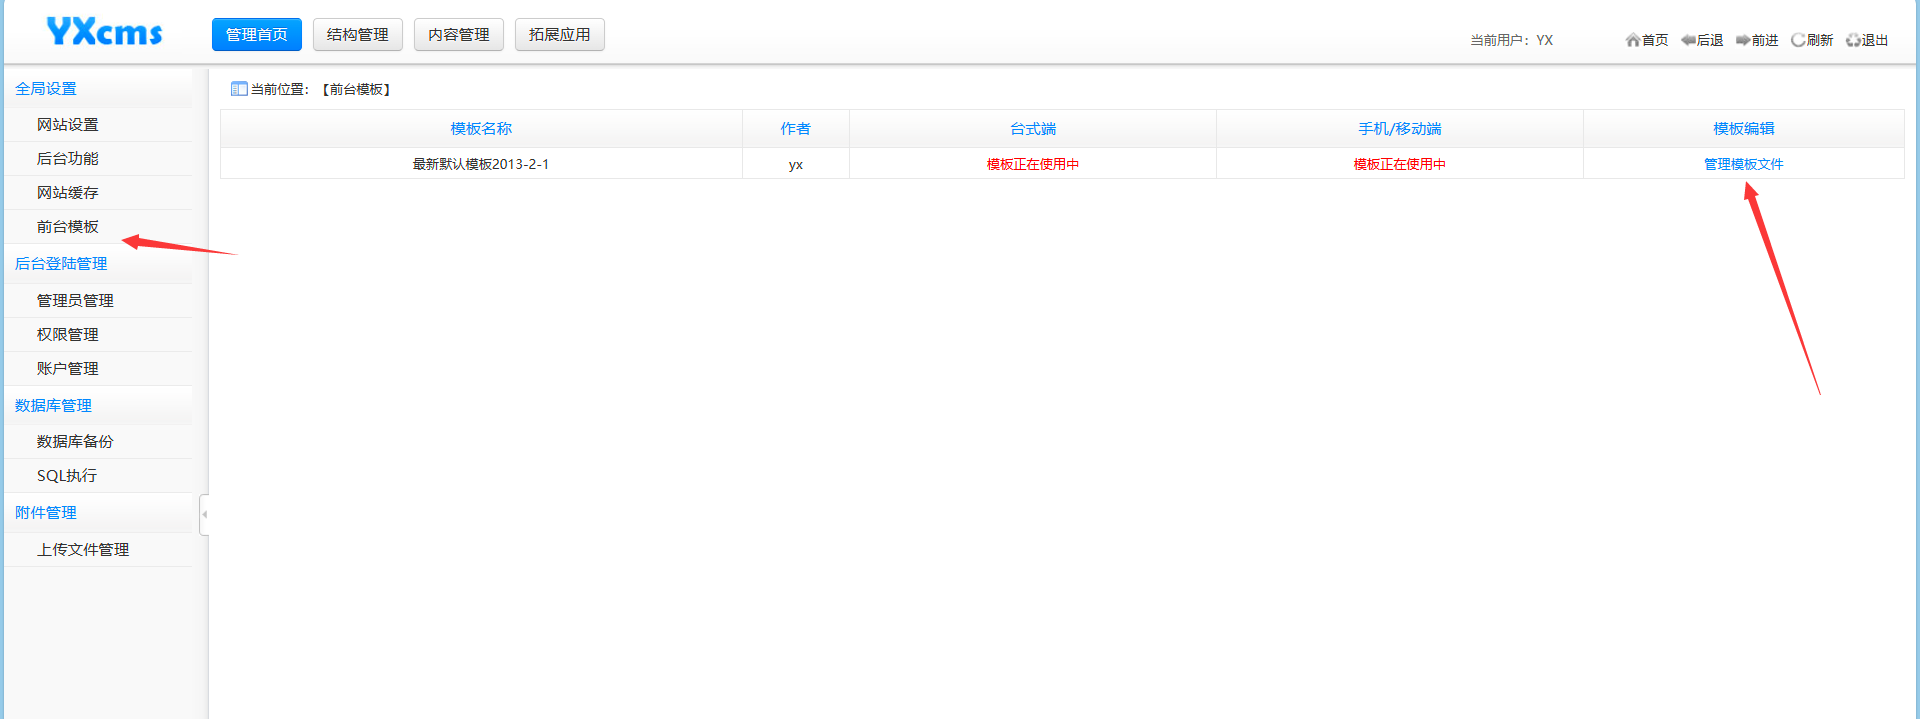 YXcms
管理首页 结构管理 内容管理 拓展应用
当前用户：YX 首页 后退 前进 刷新 退出
全局设置
网站设置
后台功能
网站缓存
前台模板
后台登陆管理
管理员管理
权限管理
账户管理
数据库管理
数据库备份
SQL执行
附件管理
上传文件管理
当前位置：【前台模板】
模板名称 作者 台式端 手机/移动端 模板编辑
最新默认模板2013-2-1 yx 模板正在使用中 模板正在使用中 管理模板文件